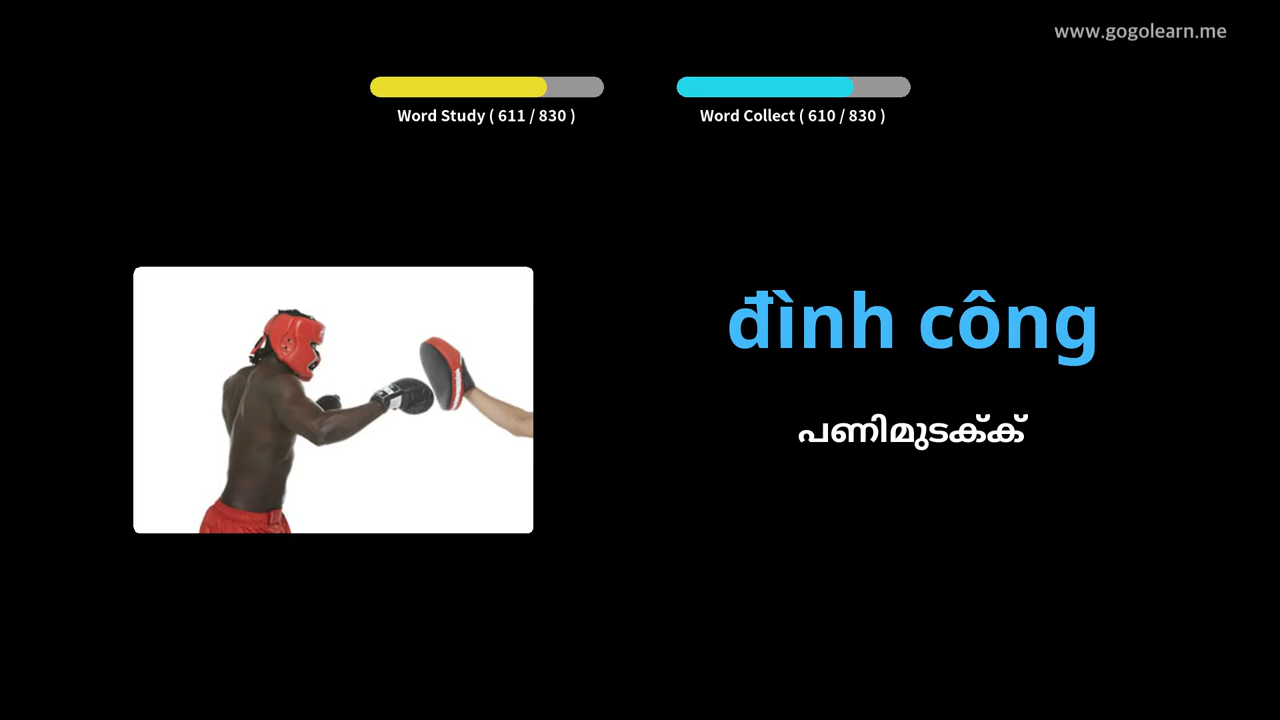 www.gogolearn.me
Word Study ( 611 / 830 )
Word Collect ( 610 / 830 )
đình công
പണിമുടക്ക്